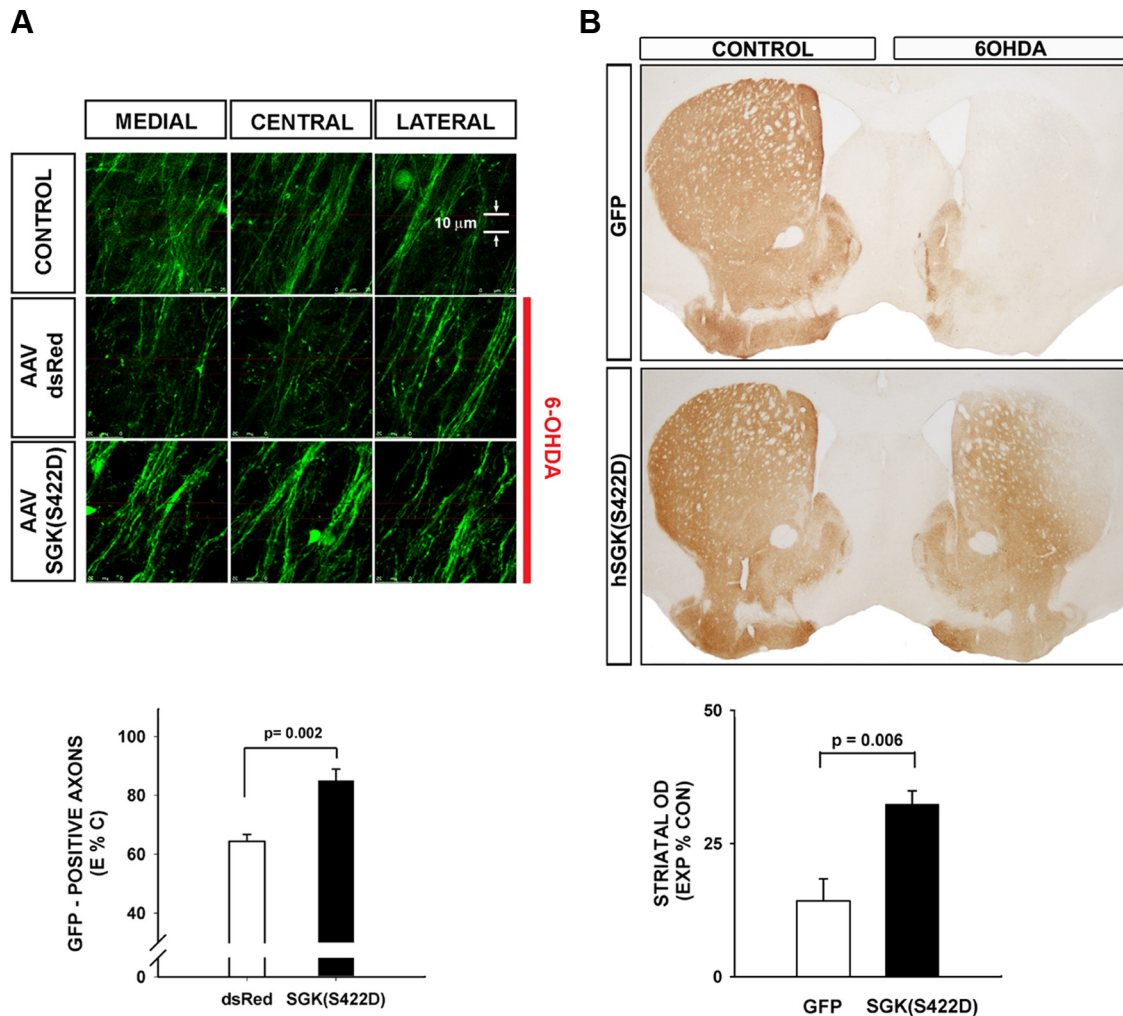 A
MEDIAL CENTRAL LATERAL
CONTROL
10 µm
AAV
dsRed
AAV
SGK(S422D)
6-OHDA
GFP - POSITIVE AXONS
(E % C)
100
80
60
40
0
p= 0.002
dsRed SGK(S422D)
B
CONTROL 6OHDA
GFP
hSGK(S422D)
STRIATAL OD
(EXP % CON)
50
25
0
p = 0.006
GFP SGK(S422D)